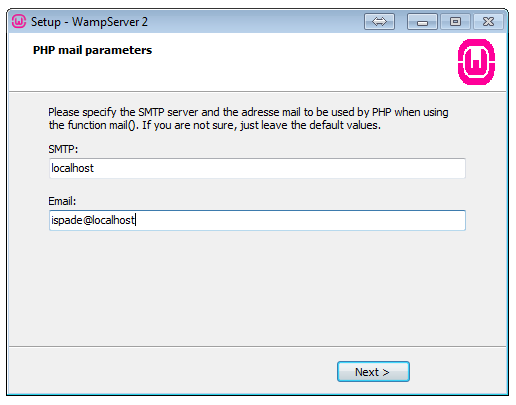 Setup - WampServer 2
PHP mail parameters
Please specify the SMTP server and the adresse mail to be used by PHP when using
the function mail(). If you are not sure, just leave the default values.
SMTP:
localhost
Email:
ispade@localhost
Next >